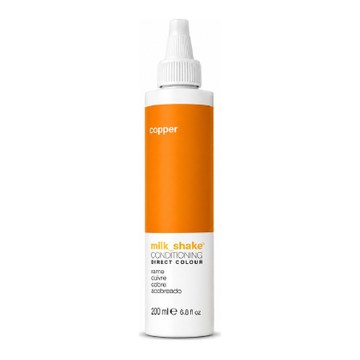 copper
milk_shake®
CONDITIONING
DIRECT COLOUR
rame
cuivre
cobre
acobreado
200 ml e 6.8 fl oz